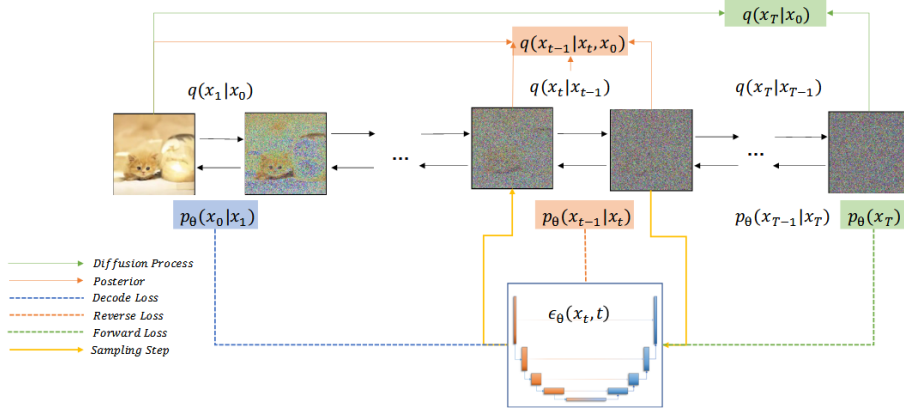 q(x_T|x_0)
q(x_{t-1}|x_t,x_0)
q(x_1|x_0)
q(x_t|x_{t-1})
q(x_T|x_{T-1})
...
...
p_θ(x_0|x_1)
p_θ(x_{t-1}|x_t)
p_θ(x_{T-1}|x_T)
p_θ(x_T)
Diffusion Process
Posterior
Decode Loss
Reverse Loss
Forward Loss
Sampling Step
ϵ_θ(x_t,t)